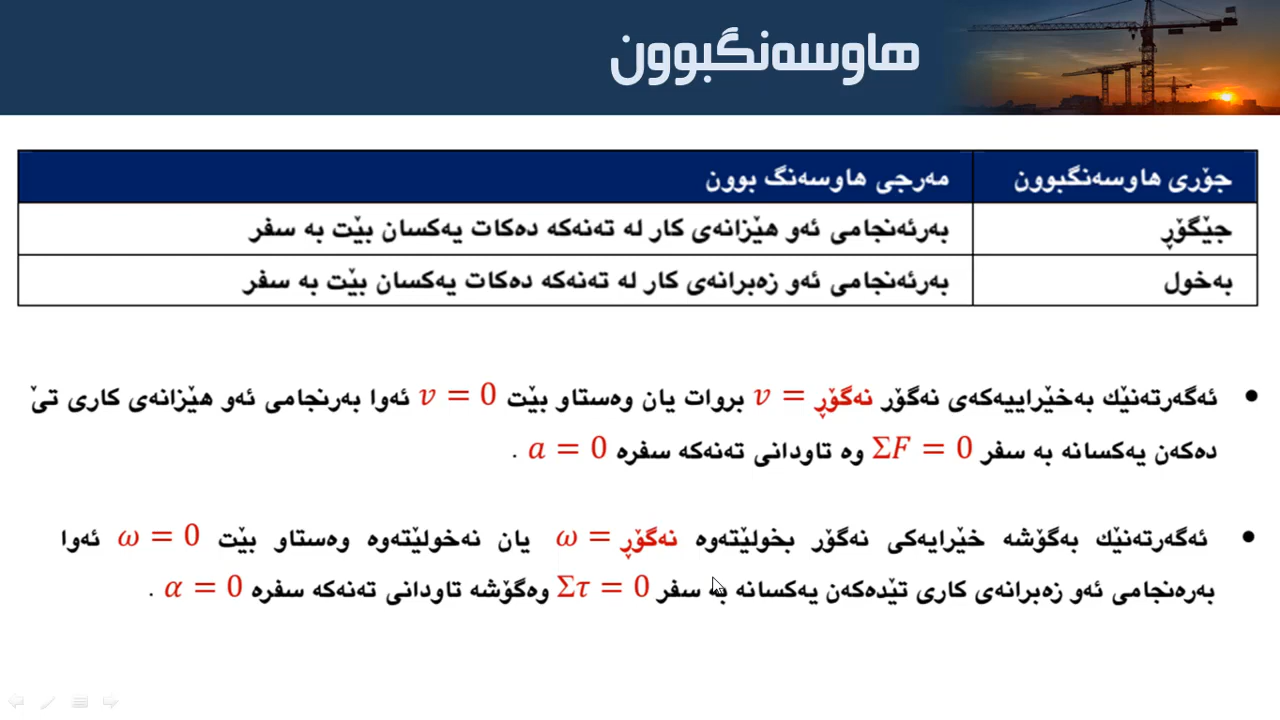 هاوسەنگبوون
جۆری هاوسەنگبوون	مەرجی هاوسەنگ بوون
جێگۆڕ	بەرئەنجامی ئەو هێزانەی کار لە تەنەکە دەکات یەکسان بێت بە سفر
بەخول	بەرئەنجامی ئەو زەبرانەی کار لە تەنەکە دەکات یەکسان بێت بە سفر
• ئەگەرتەنێك بەخێراییەکەی نەگۆر نەگۆڕ = v بروات یان وەستاو بێت v = 0 ئەوا بەرنجامی ئەو هێزانەی کاری تێ
دەکەن یەکسانە بە سفر ΣF = 0 وە تاودانی تەنەکە سفرە a = 0 .
• ئەگەرتەنێك بەگۆشە خێرایەکی نەگۆر بخولێتەوە نەگۆڕ = ω یان نەخولێتەوە وەستاو بێت ω = 0 ئەوا
بەرەنجامی ئەو زەبرانەی کاری تێدەکەن یەکسانە بە سفر Στ = 0 وەگۆشە تاودانی تەنەکە سفرە α = 0 .